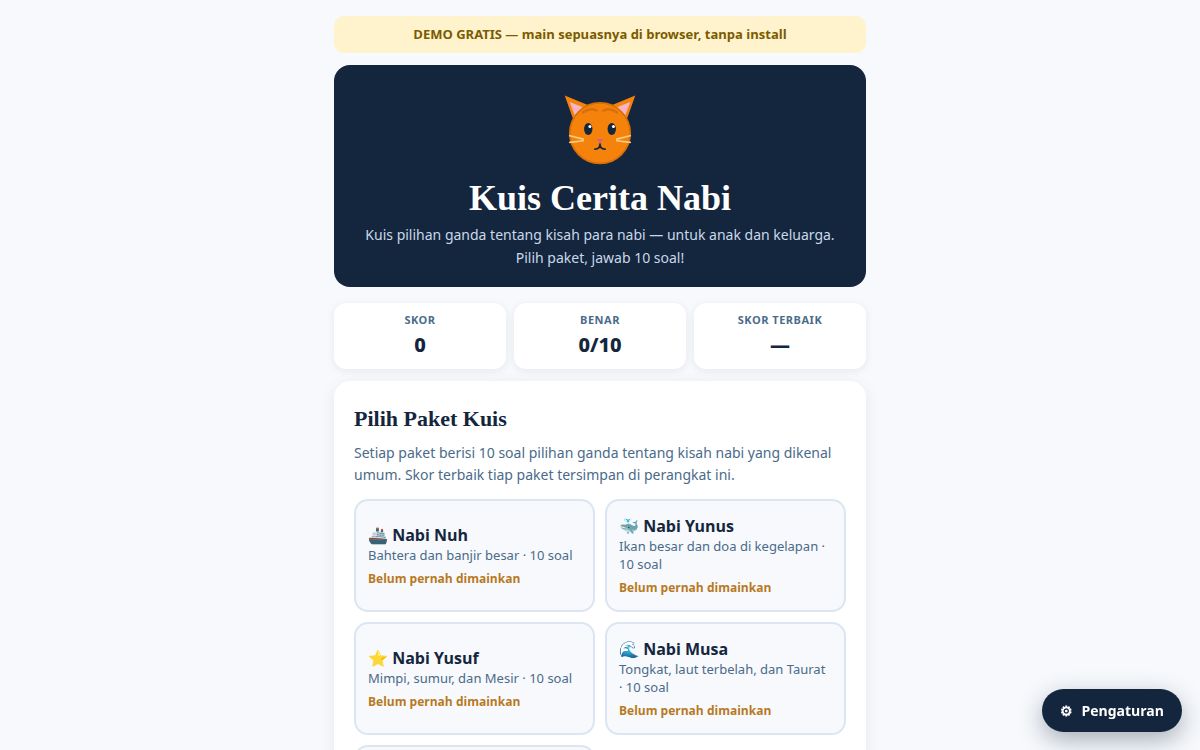 DEMO GRATIS — main sepuasnya di browser, tanpa install
Kuis Cerita Nabi
Kuis pilihan ganda tentang kisah para nabi — untuk anak dan keluarga.
Pilih paket, jawab 10 soal!
SKOR
0
BENAR
0/10
SKOR TERBAIK
—
Pilih Paket Kuis
Setiap paket berisi 10 soal pilihan ganda tentang kisah nabi yang dikenal
umum. Skor terbaik tiap paket tersimpan di perangkat ini.
🚢 Nabi Nuh
Bahtera dan banjir besar · 10 soal
Belum pernah dimainkan
🐳 Nabi Yunus
Ikan besar dan doa di kegelapan ·
10 soal
Belum pernah dimainkan
⭐ Nabi Yusuf
Mimpi, sumur, dan Mesir · 10 soal
Belum pernah dimainkan
🌊 Nabi Musa
Tongkat, laut terbelah, dan Taurat
· 10 soal
Belum pernah dimainkan
⚙ Pengaturan